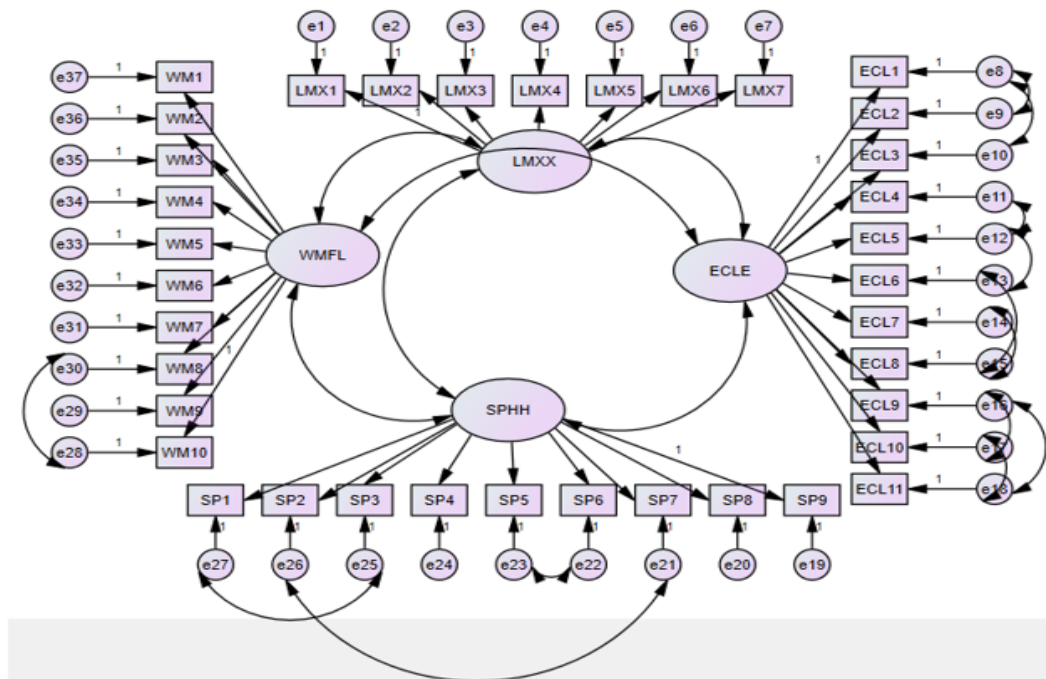 e1 e2 e3 e4 e5 e6 e7
1 1 1 1 1 1 1
LMX1 LMX2 LMX3 LMX4 LMX5 LMX6 LMX7
1
LMXX
e37 1 WM1
e36 1 WM2
e35 1 WM3
e34 1 WM4
e33 1 WM5
e32 1 WM6
e31 1 WM7
e30 1 WM8
e29 1 WM9
e28 1 WM10
1
WMFL
ECLE
1
ECL1 1 e8
ECL2 1 e9
ECL3 1 e10
ECL4 1 e11
ECL5 1 e12
ECL6 1 e13
ECL7 1 e14
ECL8 1 e15
ECL9 1 e16
ECL10 1 e17
ECL11 1 e18
SPHH
1
SP1 SP2 SP3 SP4 SP5 SP6 SP7 SP8 SP9
1 1 1 1 1 1 1 1 1
e27 e26 e25 e24 e23 e22 e21 e20 e19